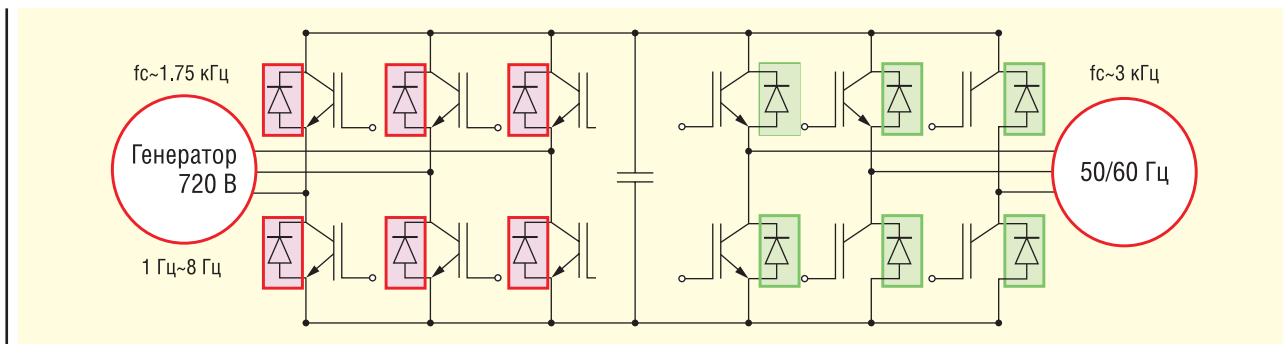 fc~1.75 кГц
Генератор
720 В
1 Гц~8 Гц
fc~3 кГц
50/60 Гц